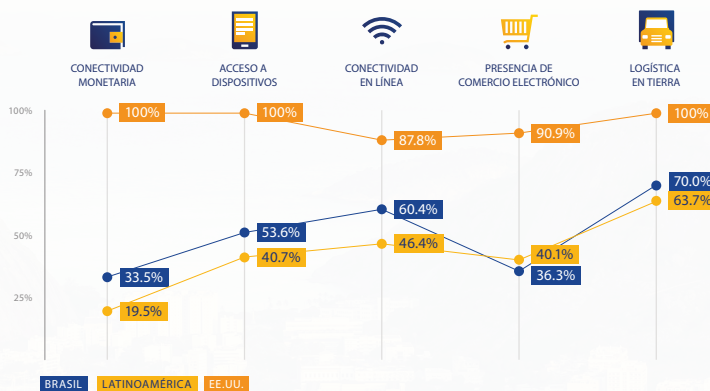 CONECTIVIDAD
MONETARIA
ACCESO A
DISPOSITIVOS
CONECTIVIDAD
EN LÍNEA
PRESENCIA DE
COMERCIO ELECTRÓNICO
LOGÍSTICA
EN TIERRA
100%
75%
50%
25%
100%
100%
87.8%
90.9%
100%
33.5%
53.6%
60.4%
36.3%
70.0%
19.5%
40.7%
46.4%
40.1%
63.7%
BRASIL
LATINOAMÉRICA
EE.UU.